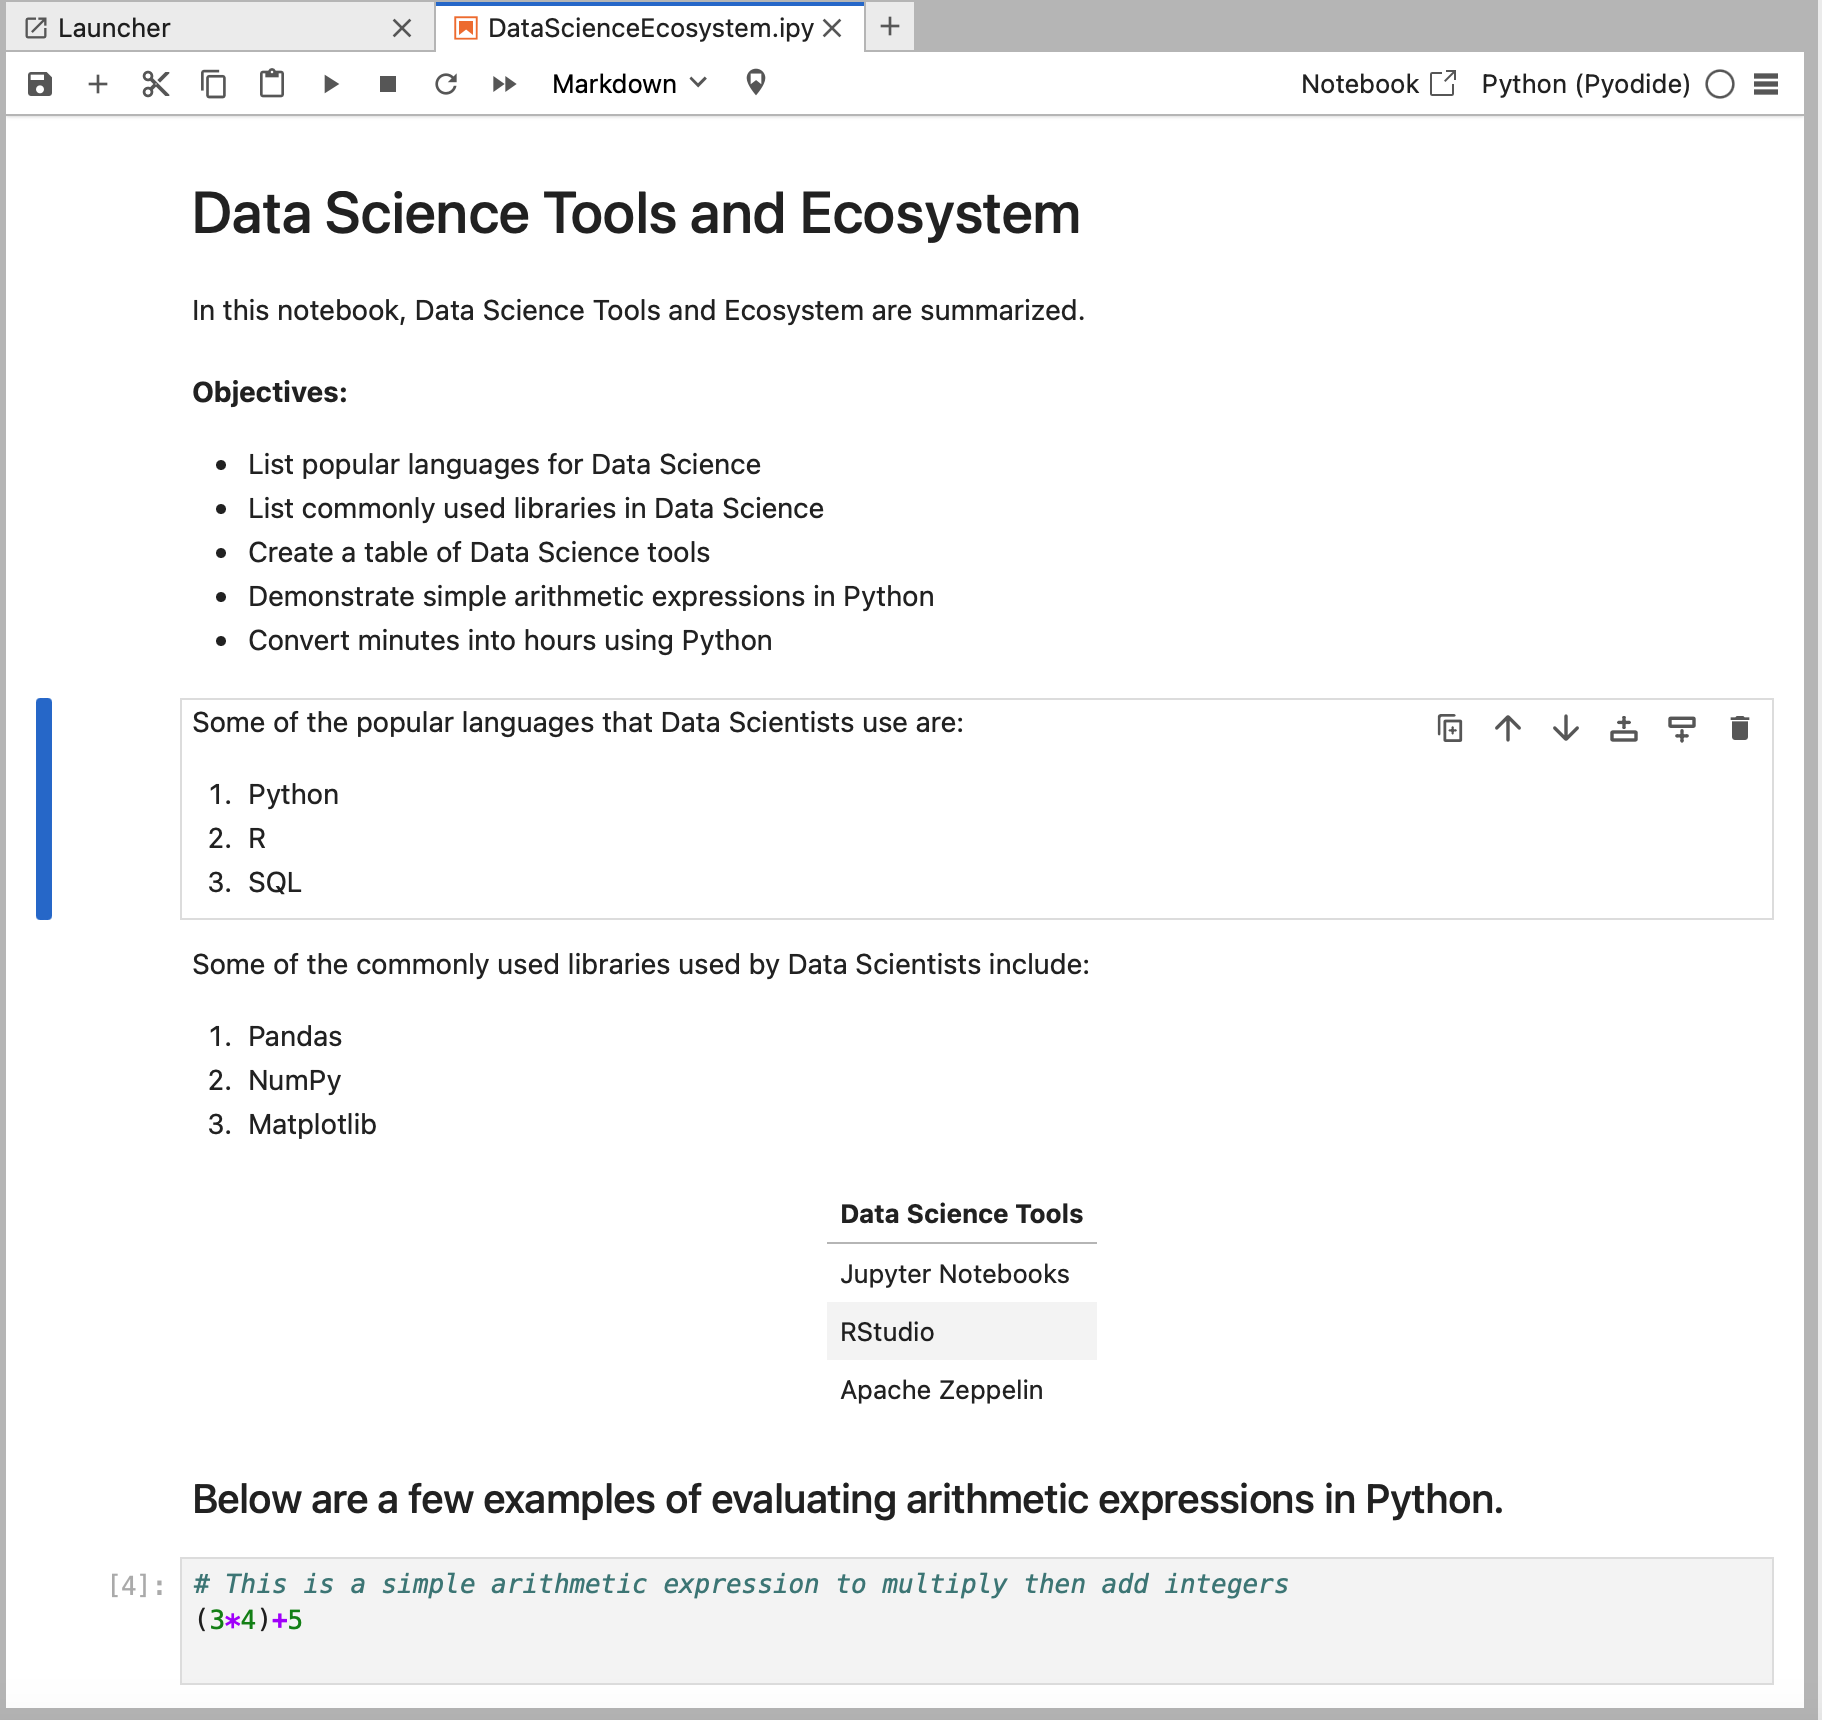 Launcher
DataScienceEcosystem.ipy
Markdown
Notebook
Python (Pyodide)
Data Science Tools and Ecosystem
In this notebook, Data Science Tools and Ecosystem are summarized.
Objectives:
List popular languages for Data Science
List commonly used libraries in Data Science
Create a table of Data Science tools
Demonstrate simple arithmetic expressions in Python
Convert minutes into hours using Python
Some of the popular languages that Data Scientists use are:
1. Python
2. R
3. SQL
Some of the commonly used libraries used by Data Scientists include:
1. Pandas
2. NumPy
3. Matplotlib
Data Science Tools
Jupyter Notebooks
RStudio
Apache Zeppelin
Below are a few examples of evaluating arithmetic expressions in Python.
[4]: # This is a simple arithmetic expression to multiply then add integers
(3*4)+5